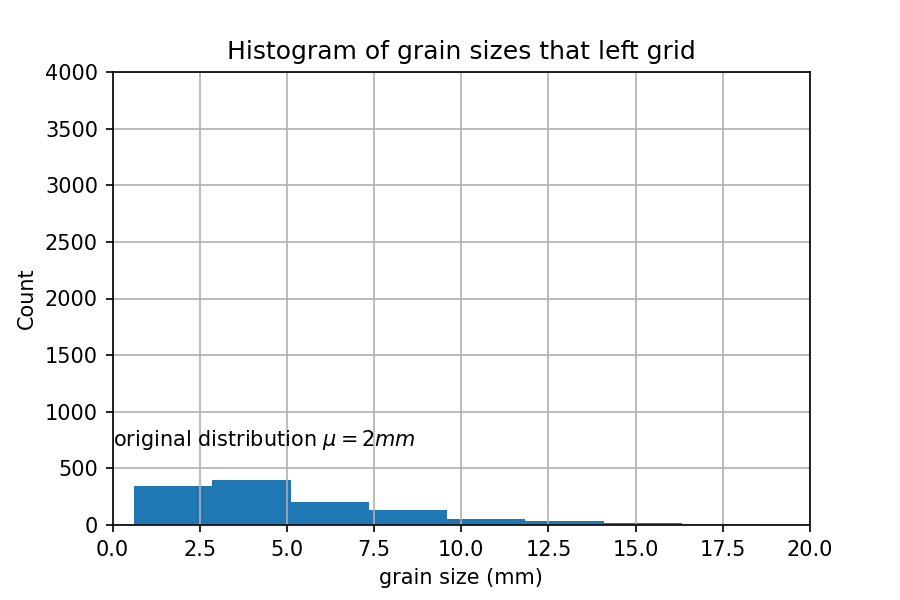 Histogram of grain sizes that left grid
4000
3500
3000
2500
2000
1500
1000
500
0
Count
original distribution μ = 2mm
0.0 2.5 5.0 7.5 10.0 12.5 15.0 17.5 20.0
grain size (mm)